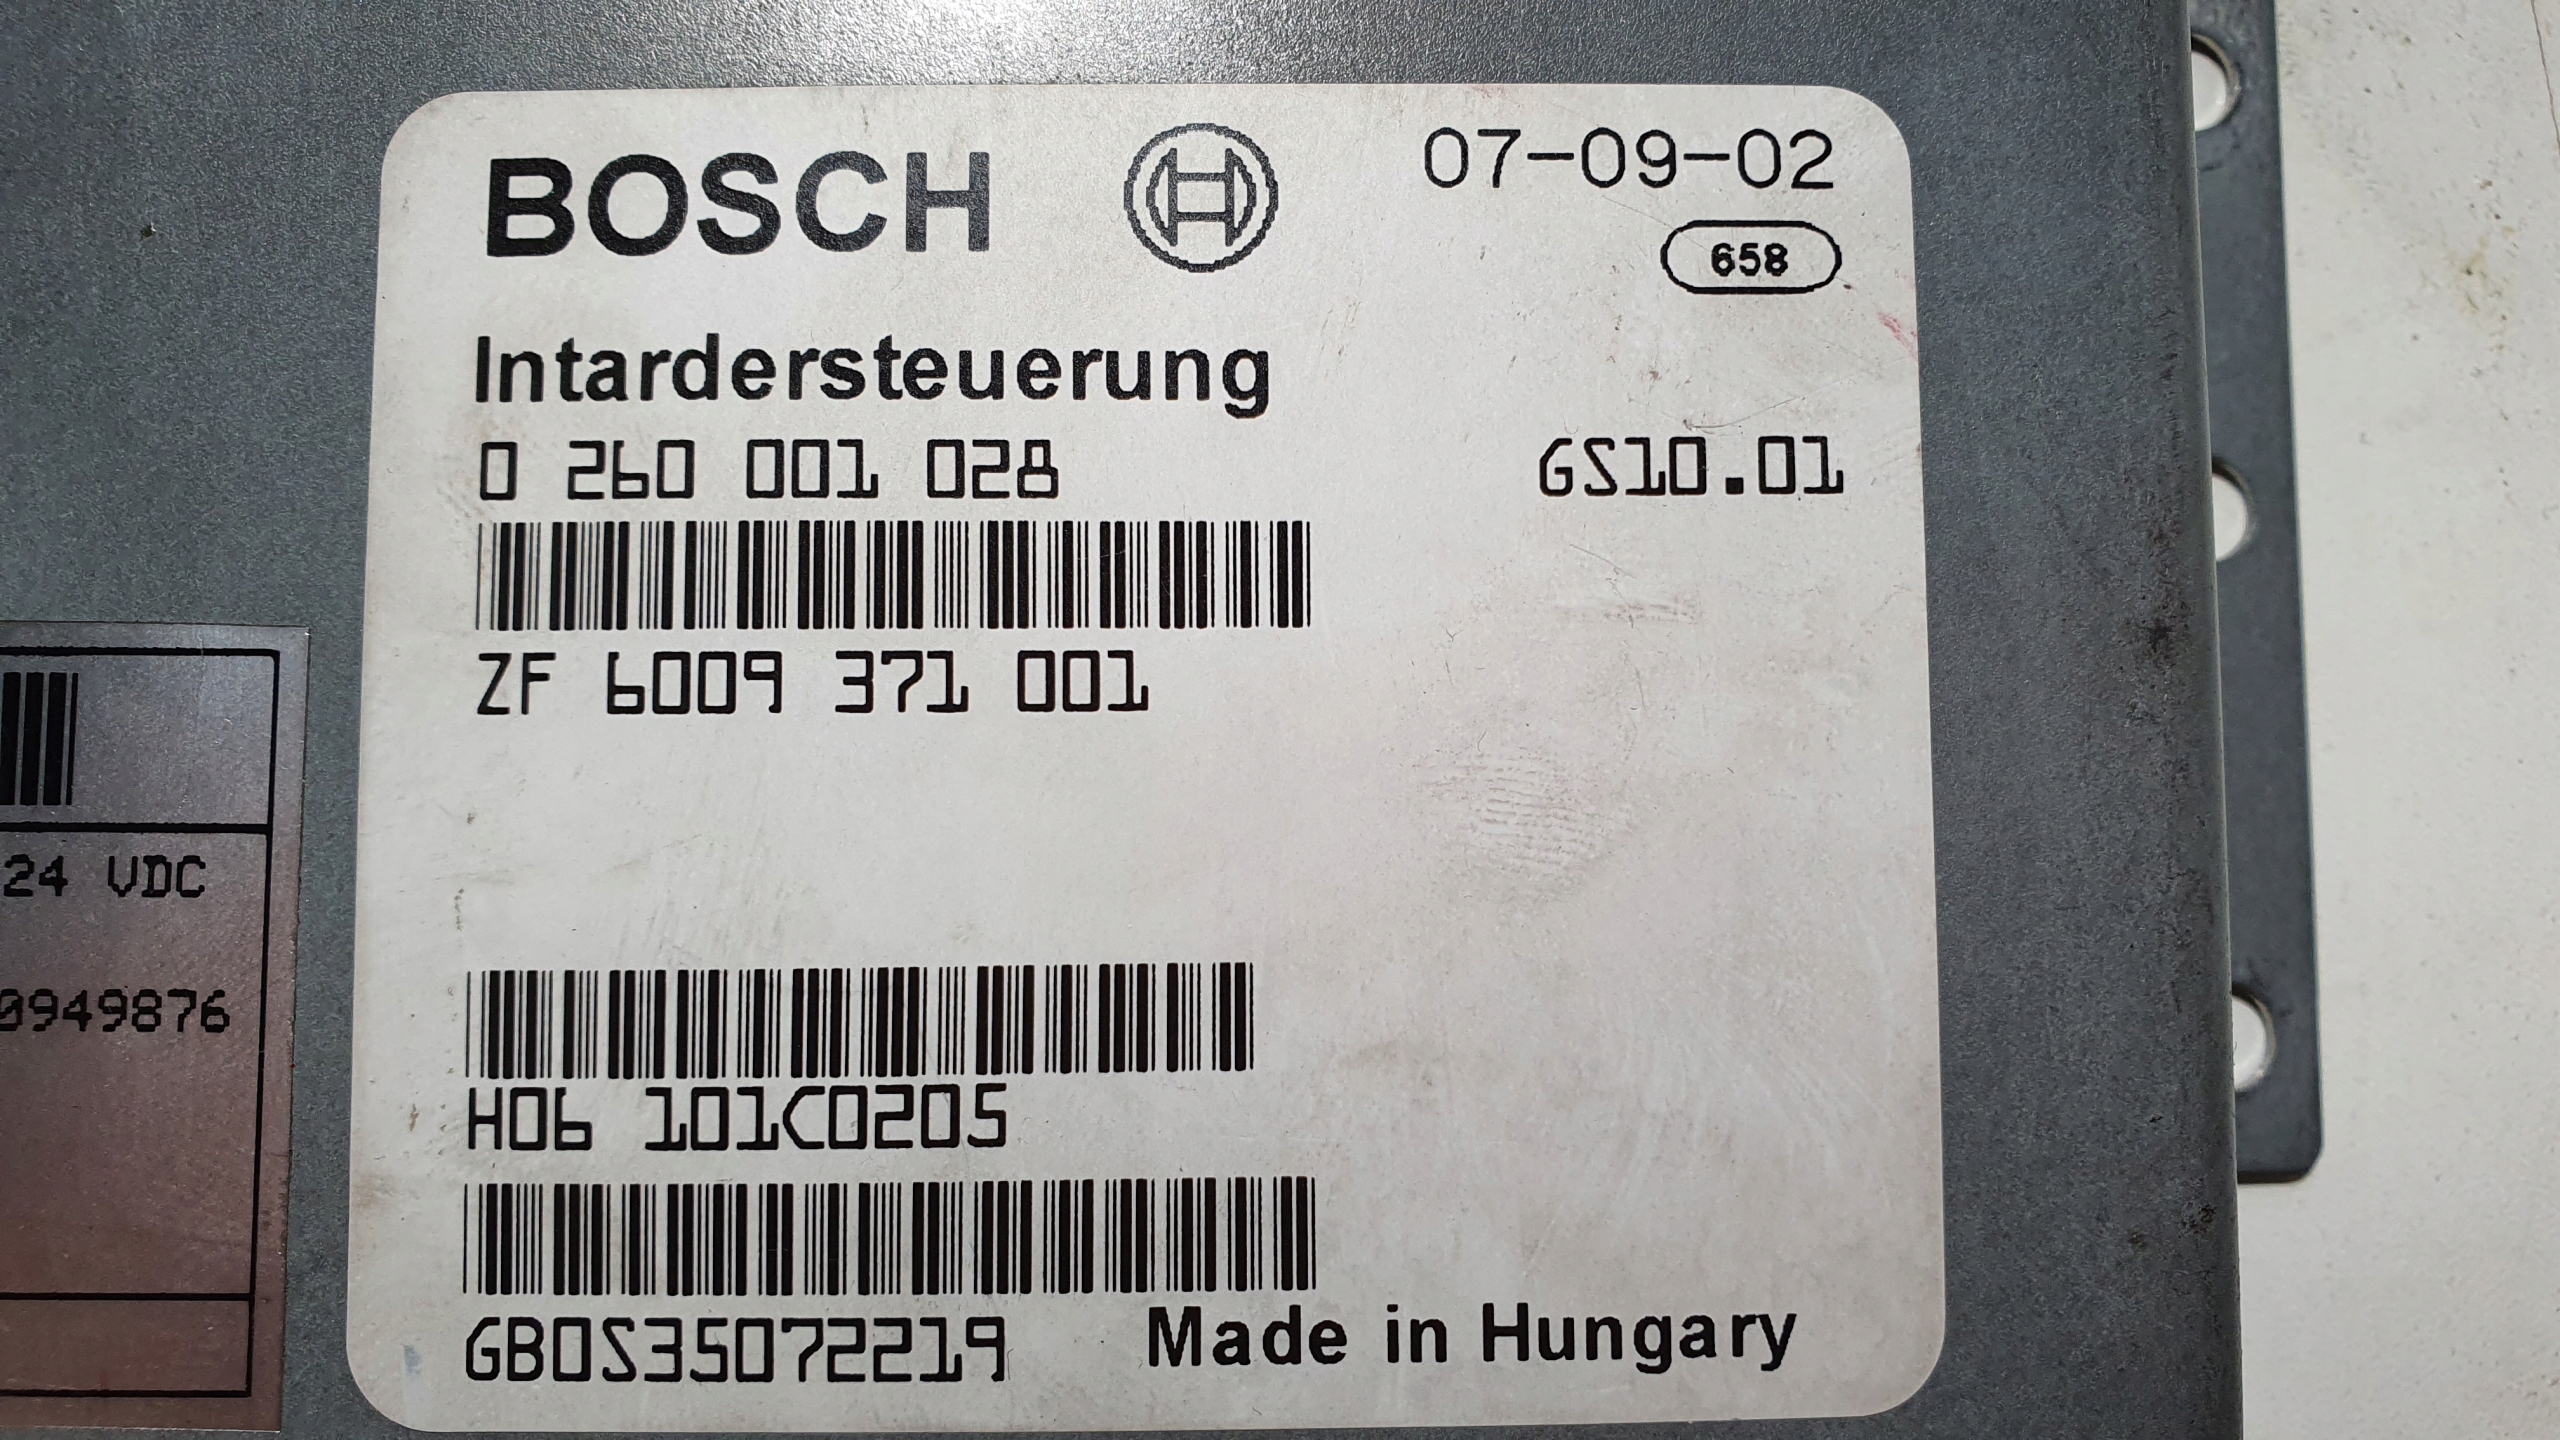 BOSCH
07-09-02
658
Intardersteuerung
0 260 001 028
GS10.01
ZF 6009 371 001
24 VDC
0949876
H06 101C0205
GB0S35072219
Made in Hungary